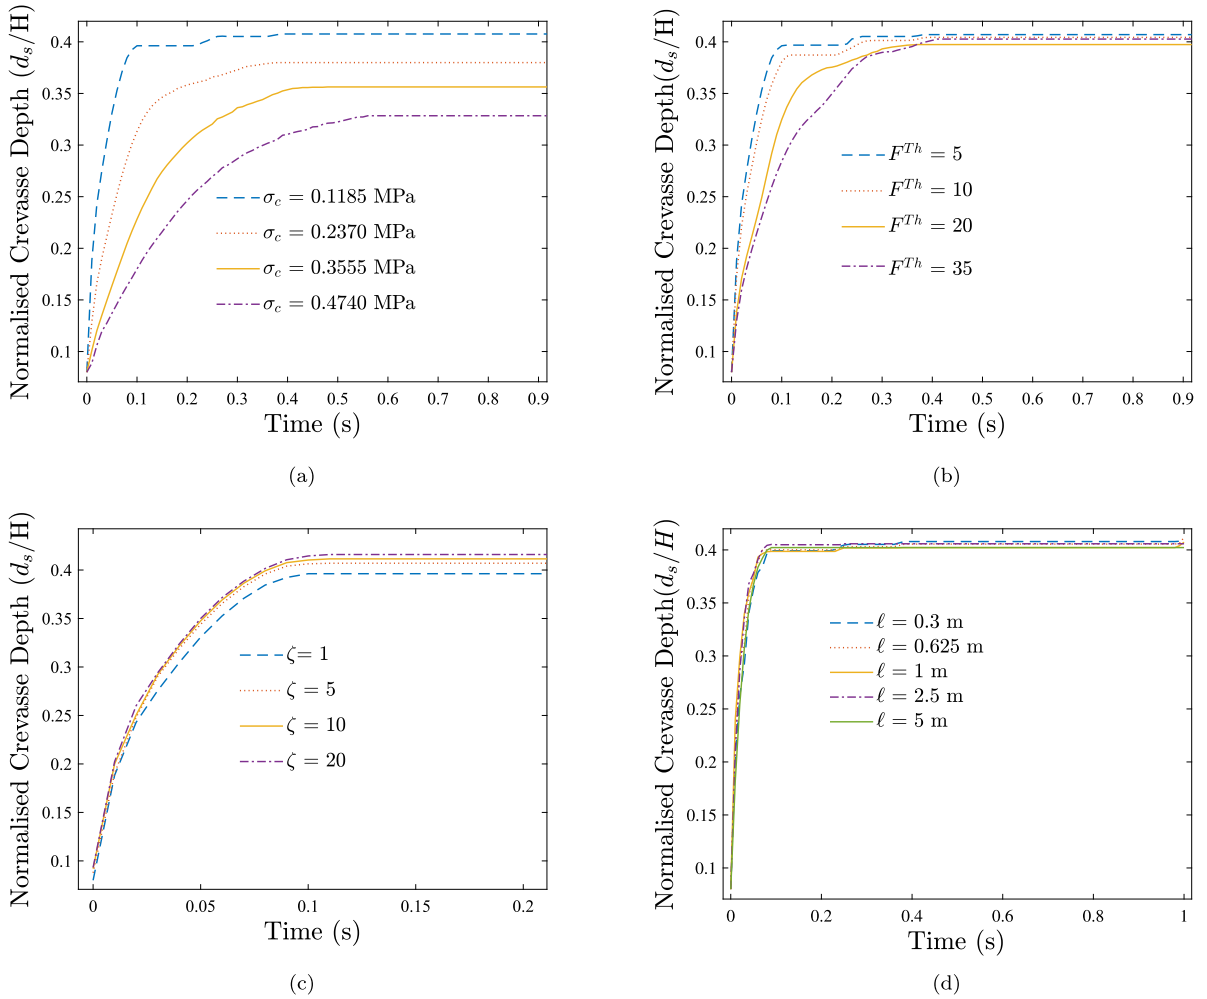 Normalised Crevasse Depth (d_s/H)
0.4
0.35
0.3
0.25
0.2
0.15
0.1
σ_c = 0.1185 MPa
σ_c = 0.2370 MPa
σ_c = 0.3555 MPa
σ_c = 0.4740 MPa
0 0.1 0.2 0.3 0.4 0.5 0.6 0.7 0.8 0.9
Time (s)
(a)
Normalised Crevasse Depth(d_s/H)
0.4
0.35
0.3
0.25
0.2
0.15
0.1
F^{Th} = 5
F^{Th} = 10
F^{Th} = 20
F^{Th} = 35
0 0.1 0.2 0.3 0.4 0.5 0.6 0.7 0.8 0.9
Time (s)
(b)
Normalised Crevasse Depth (d_s/H)
0.4
0.35
0.3
0.25
0.2
0.15
0.1
ζ= 1
ζ = 5
ζ = 10
ζ = 20
0 0.05 0.1 0.15 0.2
Time (s)
(c)
Normalised Crevasse Depth(d_s/H)
0.4
0.35
0.3
0.25
0.2
0.15
0.1
ℓ = 0.3 m
ℓ = 0.625 m
ℓ = 1 m
ℓ = 2.5 m
ℓ = 5 m
0 0.2 0.4 0.6 0.8 1
Time (s)
(d)